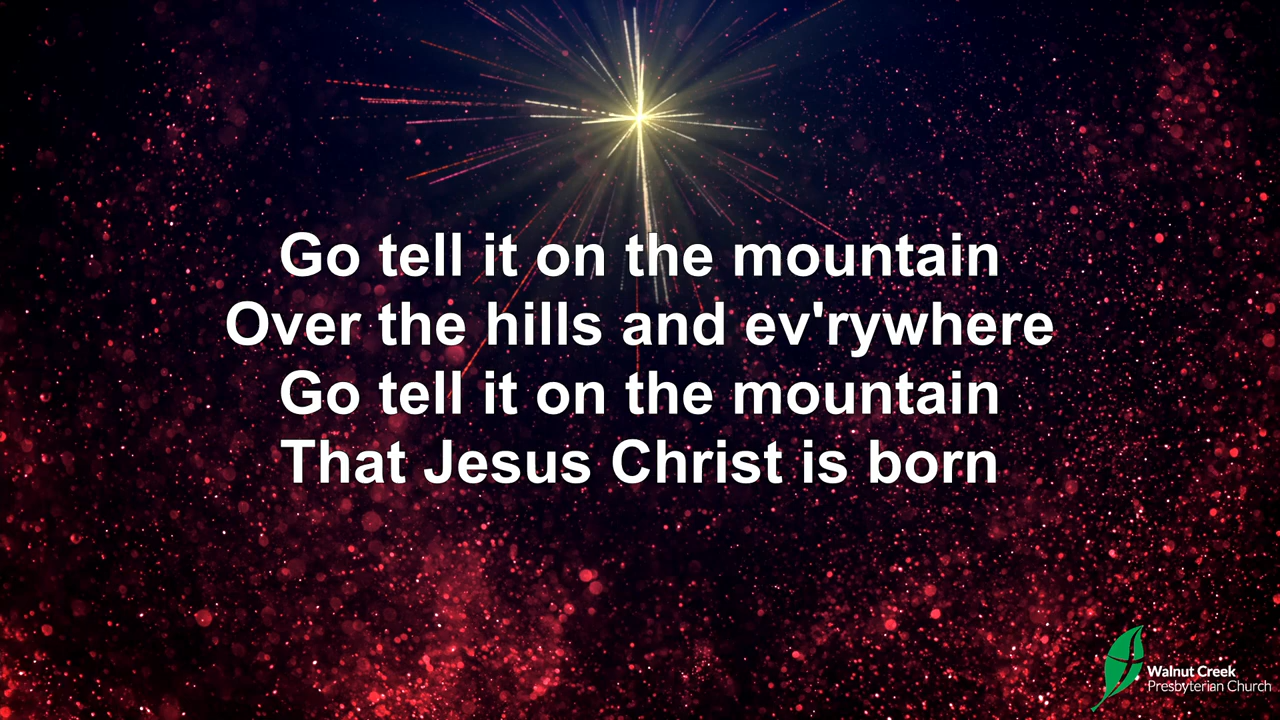 Go tell it on the mountain
Over the hills and ev'rywhere
Go tell it on the mountain
That Jesus Christ is born
Walnut Creek
Presbyterian Church